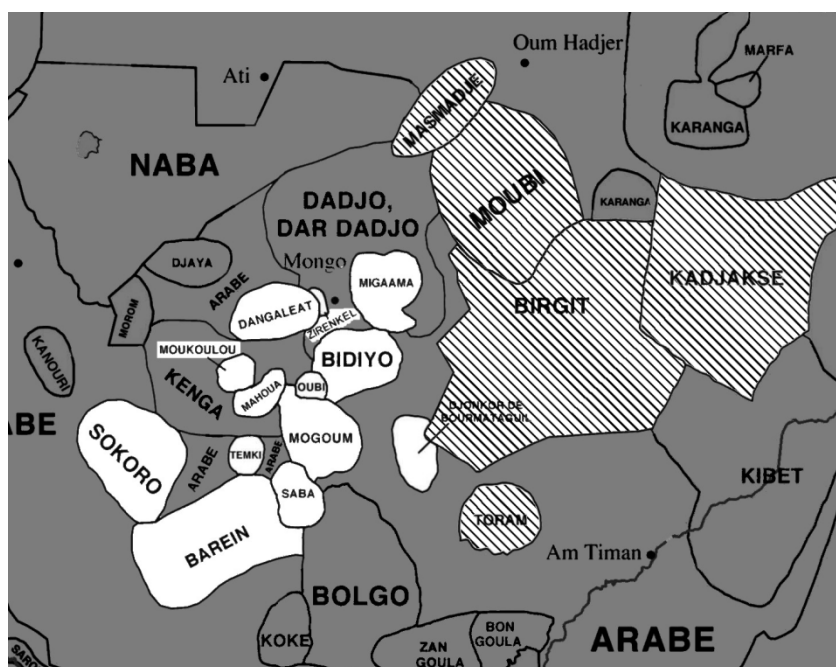 Oum Hadjer
MARFA
Ati
MASMADJE
KARANGA
NABA
DADJO,
DAR DADJO
MOUBI
KARANGA
Mongo
DJAYA
ARABE
MIGAAMA
KADJAKSE
BIRGIT
MOROM
DANGALEAT
ZIRENKEL
KANOURI
MOUKOULOU
BIDIYO
KENGA
MAHOUA
OUBI
ABE
DJONKOR DE
BOURMATAGUIL
SOKORO
ARABE
TEMKI
ARABE
MOGOUM
KIBET
SABA
TORAM
BAREIN
Am Timan
BOLGO
KOKE
ZAN
GOULA
BON
GOULA
ARABE
SARO